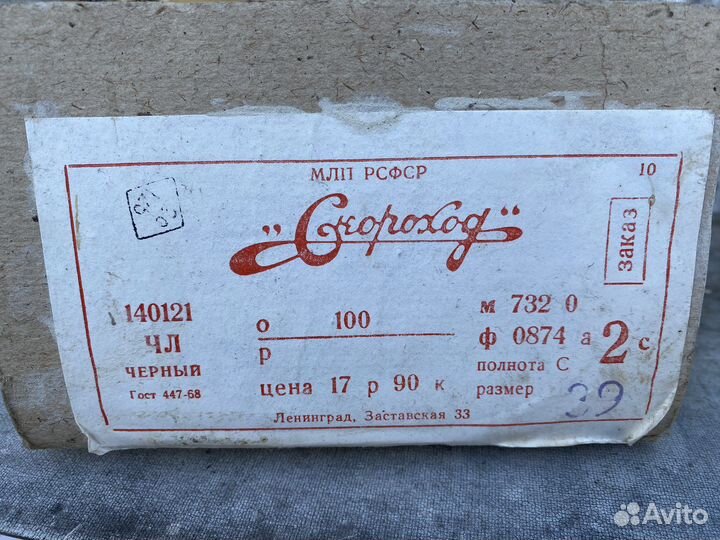 МЛП РСФСР
10
"Скороход"
заказ
140121
ЧЛ
ЧЕРНЫЙ
Гост 447-68
о 100
р
цена 17 р 90 к
м 732 0
ф 0874 а
2 с
полнота С
размер 39
Ленинград, Заставская 33
Avito